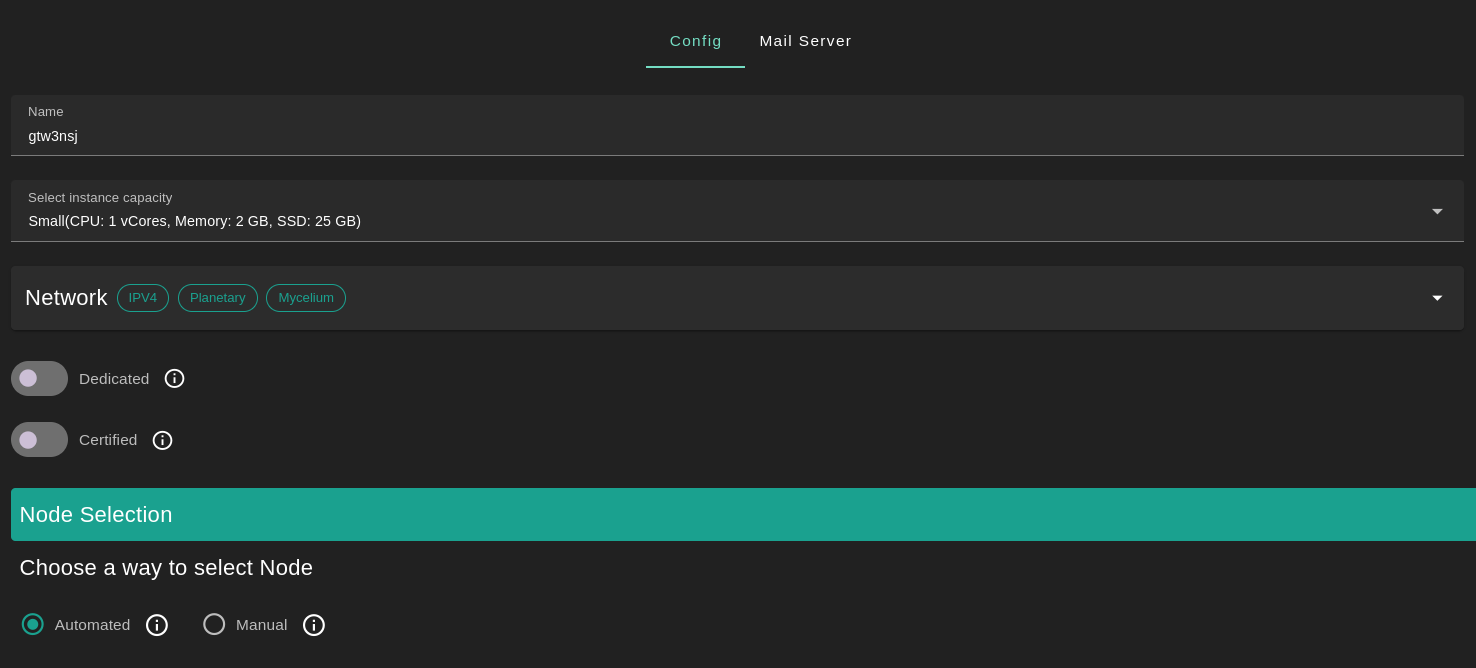 Config Mail Server
Name
gtw3nsj
Select instance capacity
Small(CPU: 1 vCores, Memory: 2 GB, SSD: 25 GB)
Network IPV4 Planetary Mycelium
Dedicated
Certified
Node Selection
Choose a way to select Node
Automated Manual